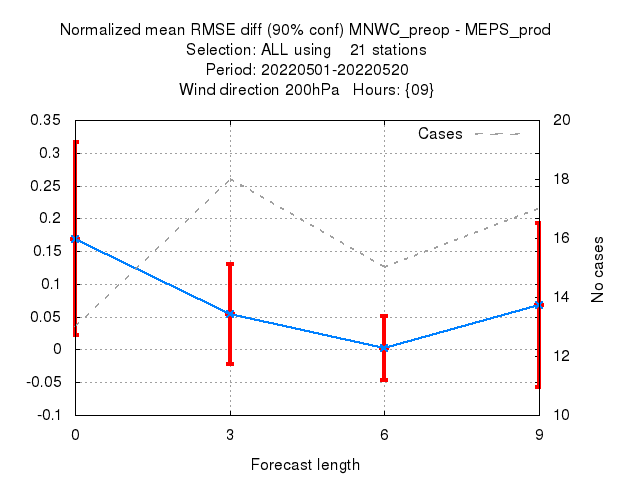 Normalized mean RMSE diff (90% conf) MNWC_preop - MEPS_prod
Selection: ALL using    21 stations
Period: 20220501-20220520
Wind direction 200hPa   Hours: {09}
Cases
0.35
0.3
0.25
0.2
0.15
0.1
0.05
0
-0.05
-0.1
20
18
16
14
12
10
No cases
0 3 6 9
Forecast length